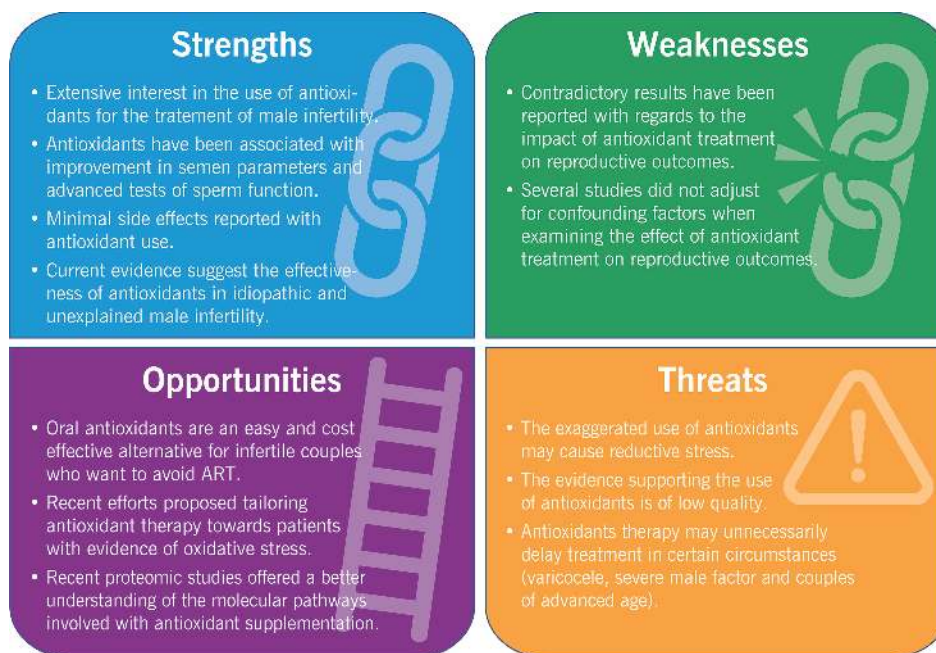 Strengths
• Extensive interest in the use of antioxi-
dants for the tratement of male infertility.
• Antioxidants have been associated with
improvement in semen parameters and
advanced tests of sperm function.
• Minimal side effects reported with
antioxidant use.
• Current evidence suggest the effective-
ness of antioxidants in idiopathic and
unexplained male infertility.
Weaknesses
• Contradictory results have been
reported with regards to the
impact of antioxidant treatment
on reproductive outcomes.
• Several studies did not adjust
for confounding factors when
examining the effect of antioxidant
treatment on reproductive outcomes.
Opportunities
• Oral antioxidants are an easy and cost
effective alternative for infertile couples
who want to avoid ART.
• Recent efforts proposed tailoring
antioxidant therapy towards patients
with evidence of oxidative stress.
• Recent proteomic studies offered a better
understanding of the molecular pathways
involved with antioxidant supplementation.
Threats
• The exaggerated use of antioxidants
may cause reductive stress.
• The evidence supporting the use
of antioxidants is of low quality.
• Antioxidants therapy may unnecessarily
delay treatment in certain circumstances
(varicocele, severe male factor and couples
of advanced age).